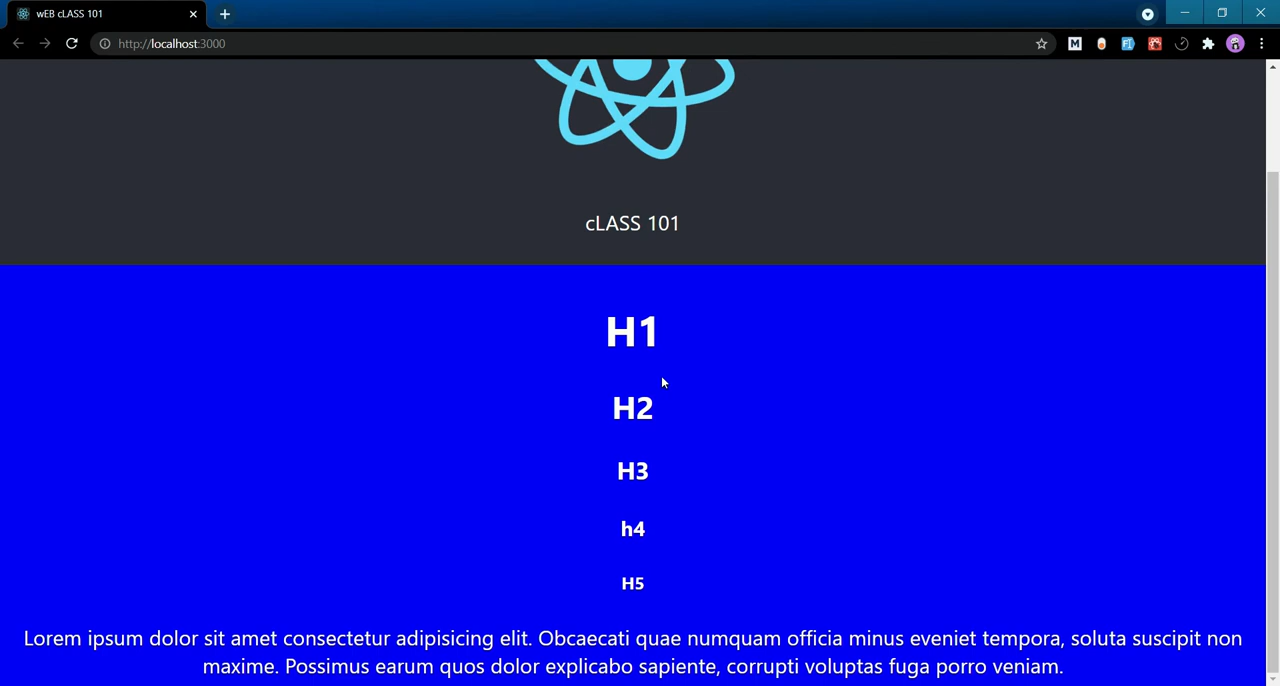 wEB cLASS 101
http://localhost:3000
cLASS 101
H1
H2
H3
h4
H5
Lorem ipsum dolor sit amet consectetur adipisicing elit. Obcaecati quae numquam officia minus eveniet tempora, soluta suscipit non
maxime. Possimus earum quos dolor explicabo sapiente, corrupti voluptas fuga porro veniam.